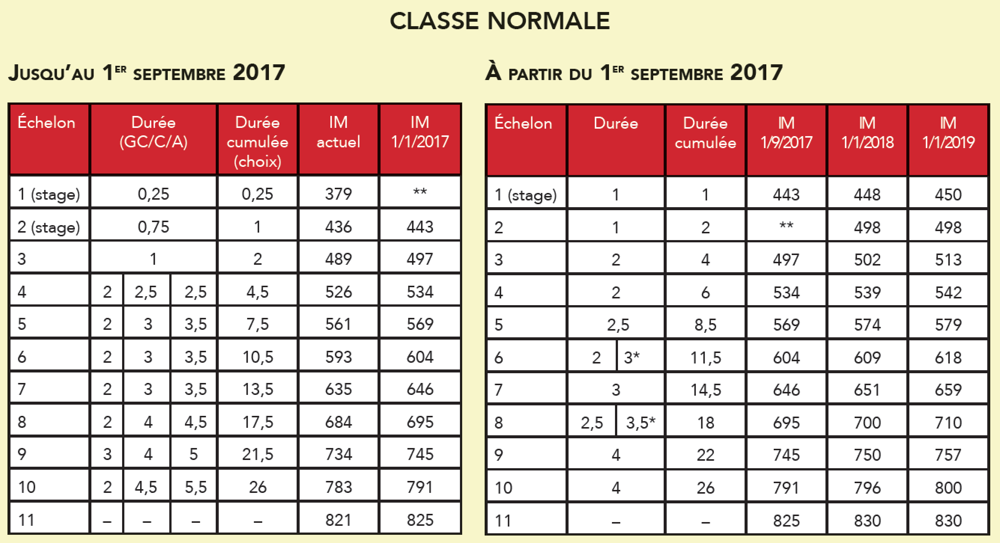 CLASSE NORMALE
Jusqu’au 1er septembre 2017
Échelon Durée (GC/C/A) Durée cumulée (choix) IM actuel IM 1/1/2017
1 (stage) 0,25 0,25 379 **
2 (stage) 0,75 1 436 443
3 1 2 489 497
4 2 2,5 2,5 4,5 526 534
5 2 3 3,5 7,5 561 569
6 2 3 3,5 10,5 593 604
7 2 3 3,5 13,5 635 646
8 2 4 4,5 17,5 684 695
9 3 4 5 21,5 734 745
10 2 4,5 5,5 26 783 791
11 – – – – 821 825
À partir du 1er septembre 2017
Échelon Durée Durée cumulée IM 1/9/2017 IM 1/1/2018 IM 1/1/2019
1 (stage) 1 1 443 448 450
2 1 2 ** 498 498
3 2 4 497 502 513
4 2 6 534 539 542
5 2,5 8,5 569 574 579
6 2 3* 11,5 604 609 618
7 3 14,5 646 651 659
8 2,5 3,5* 18 695 700 710
9 4 22 745 750 757
10 4 26 791 796 800
11 – – 825 830 830